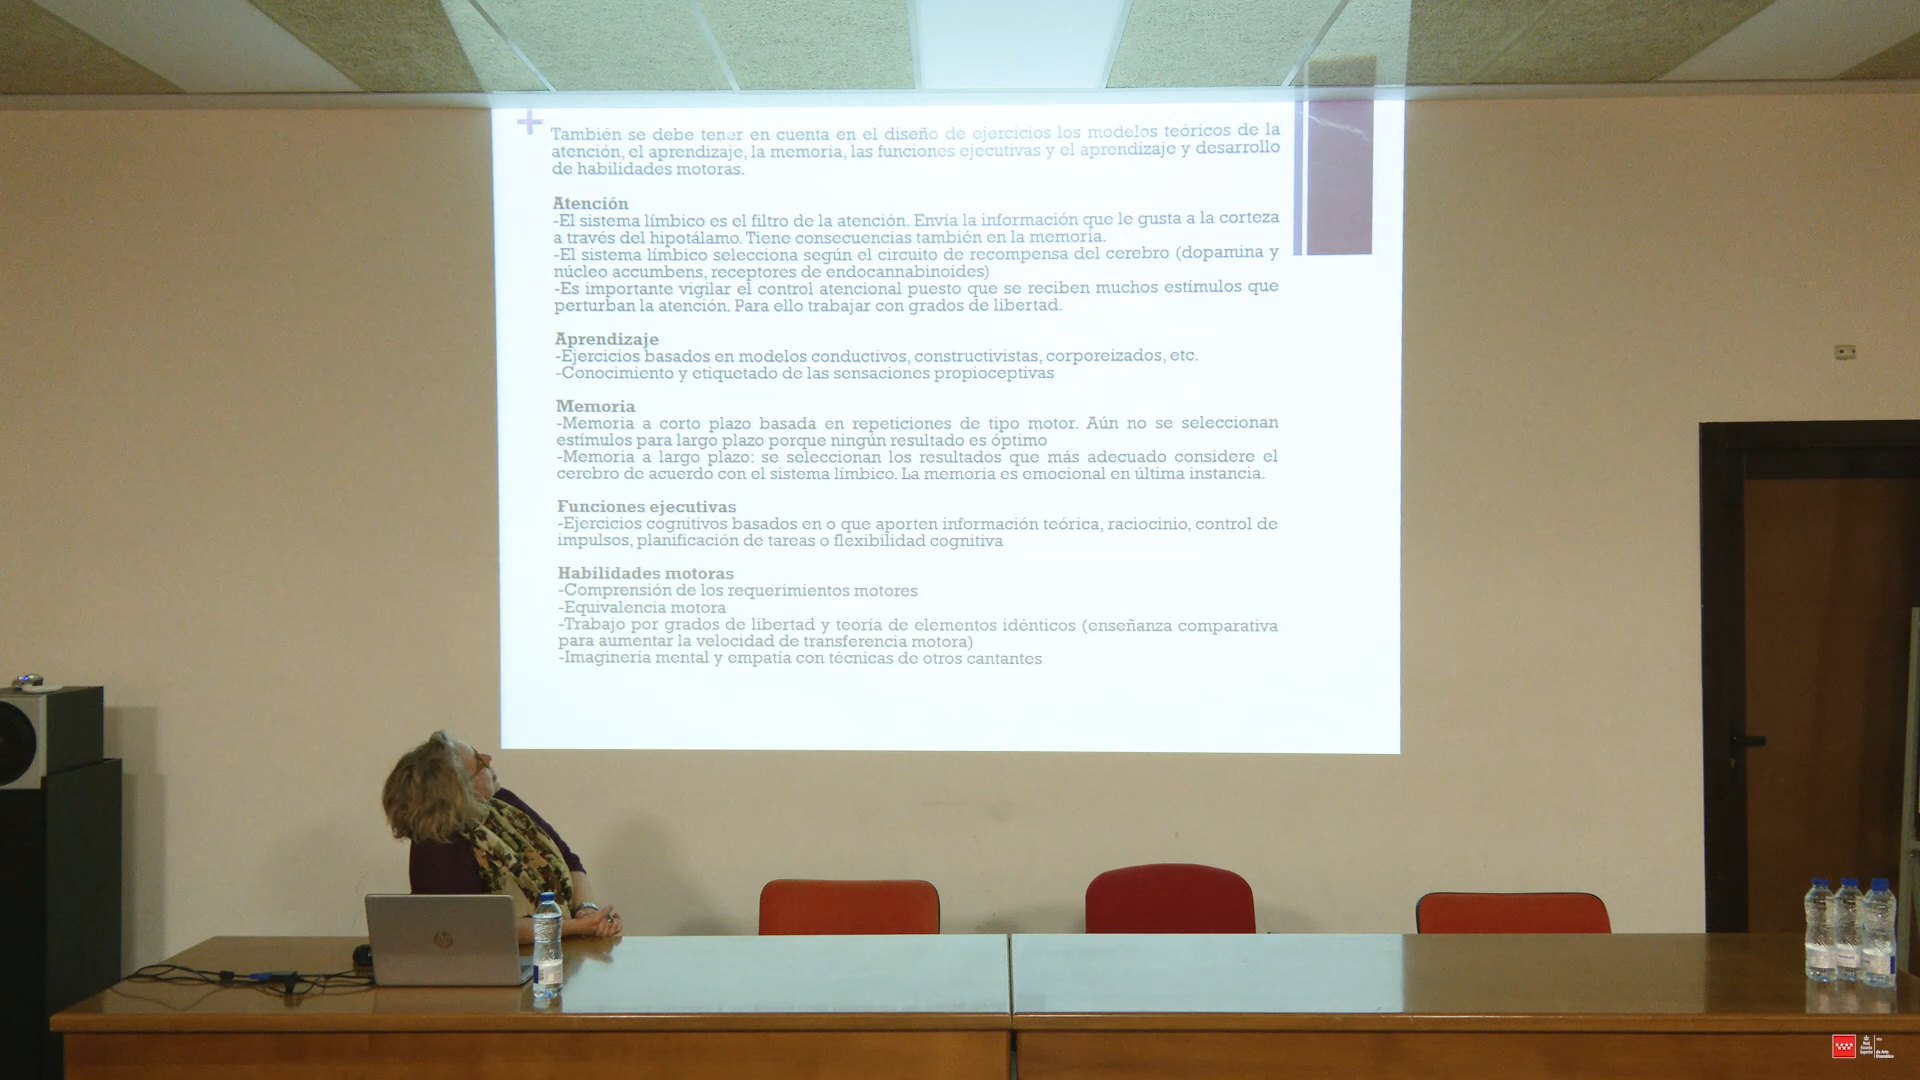 +
También se debe tener en cuenta en el diseño de ejercicios los modelos teóricos de la
atención, el aprendizaje, la memoria, las funciones ejecutivas y el aprendizaje y desarrollo
de habilidades motoras.
Atención
-El sistema límbico es el filtro de la atención. Envía la información que le gusta a la corteza
a través del hipotálamo. Tiene consecuencias también en la memoria.
-El sistema límbico selecciona según el circuito de recompensa del cerebro (dopamina y
núcleo accumbens, receptores de endocannabinoides)
-Es importante vigilar el control atencional puesto que se reciben muchos estímulos que
perturban la atención. Para ello trabajar con grados de libertad.
Aprendizaje
-Ejercicios basados en modelos conductivos, constructivistas, corporeizados, etc.
-Conocimiento y etiquetado de las sensaciones propioceptivas
Memoria
-Memoria a corto plazo basada en repeticiones de tipo motor. Aún no se seleccionan
estímulos para largo plazo porque ningún resultado es óptimo
-Memoria a largo plazo: se seleccionan los resultados que más adecuado considere el
cerebro de acuerdo con el sistema límbico. La memoria es emocional en última instancia.
Funciones ejecutivas
-Ejercicios cognitivos basados en o que aporten información teórica, raciocinio, control de
impulsos, planificación de tareas o flexibilidad cognitiva
Habilidades motoras
-Comprensión de los requerimientos motores
-Equivalencia motora
-Trabajo por grados de libertad y teoría de elementos idénticos (enseñanza comparativa
para aumentar la velocidad de transferencia motora)
-Imaginería mental y empatía con técnicas de otros cantantes
hp
Real
Escuela
Superior
de Arte
Dramático